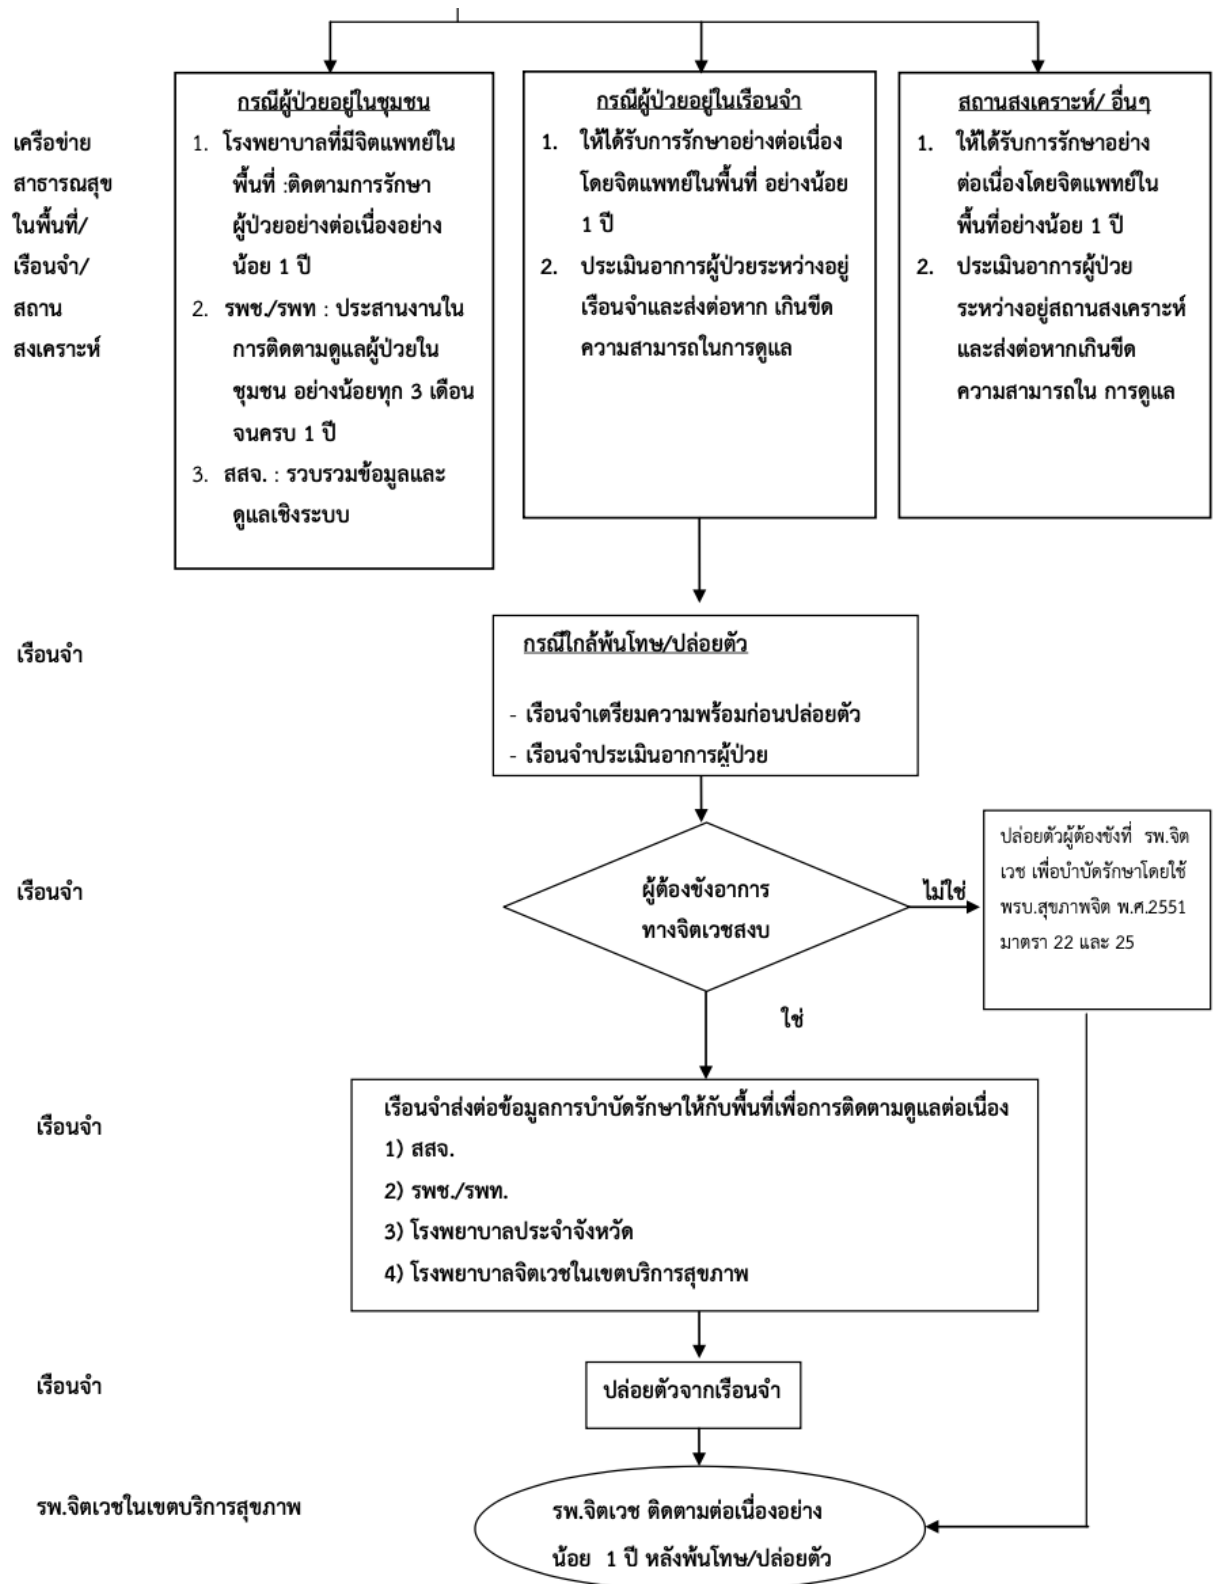 เครือข่าย
สาธารณสุข
ในพื้นที่/
เรือนจำ/
สถาน
สงเคราะห์
กรณีผู้ป่วยอยู่ในชุมชน
1. โรงพยาบาลที่มีจิตแพทย์ใน
พื้นที่ :ติดตามการรักษา
ผู้ป่วยอย่างต่อเนื่องอย่าง
น้อย 1 ปี
2. รพช./รพท : ประสานงานใน
การติดตามดูแลผู้ป่วยใน
ชุมชน อย่างน้อยทุก 3 เดือน
จนครบ 1 ปี
3. สสจ. : รวบรวมข้อมูลและ
ดูแลเชิงระบบ
กรณีผู้ป่วยอยู่ในเรือนจำ
1. ให้ได้รับการรักษาอย่างต่อเนื่อง
โดยจิตแพทย์ในพื้นที่ อย่างน้อย
1 ปี
2. ประเมินอาการผู้ป่วยระหว่างอยู่
เรือนจำและส่งต่อหาก เกินขีด
ความสามารถในการดูแล
สถานสงเคราะห์/ อื่นๆ
1. ให้ได้รับการรักษาอย่าง
ต่อเนื่องโดยจิตแพทย์ใน
พื้นที่อย่างน้อย 1 ปี
2. ประเมินอาการผู้ป่วย
ระหว่างอยู่สถานสงเคราะห์
และส่งต่อหากเกินขีด
ความสามารถใน การดูแล
เรือนจำ
กรณีใกล้พ้นโทษ/ปล่อยตัว
- เรือนจำเตรียมความพร้อมก่อนปล่อยตัว
- เรือนจำประเมินอาการผู้ป่วย
เรือนจำ
ผู้ต้องขังอาการ
ทางจิตเวชสงบ
ไม่ใช่
ปล่อยตัวผู้ต้องขังที่ รพ.จิต
เวช เพื่อบำบัดรักษาโดยใช้
พรบ.สุขภาพจิต พ.ศ.2551
มาตรา 22 และ 25
ใช่
เรือนจำ
เรือนจำส่งต่อข้อมูลการบำบัดรักษาให้กับพื้นที่เพื่อการติดตามดูแลต่อเนื่อง
1) สสจ.
2) รพช./รพท.
3) โรงพยาบาลประจำจังหวัด
4) โรงพยาบาลจิตเวชในเขตบริการสุขภาพ
เรือนจำ
ปล่อยตัวจากเรือนจำ
รพ.จิตเวชในเขตบริการสุขภาพ
รพ.จิตเวช ติดตามต่อเนื่องอย่าง
น้อย 1 ปี หลังพ้นโทษ/ปล่อยตัว